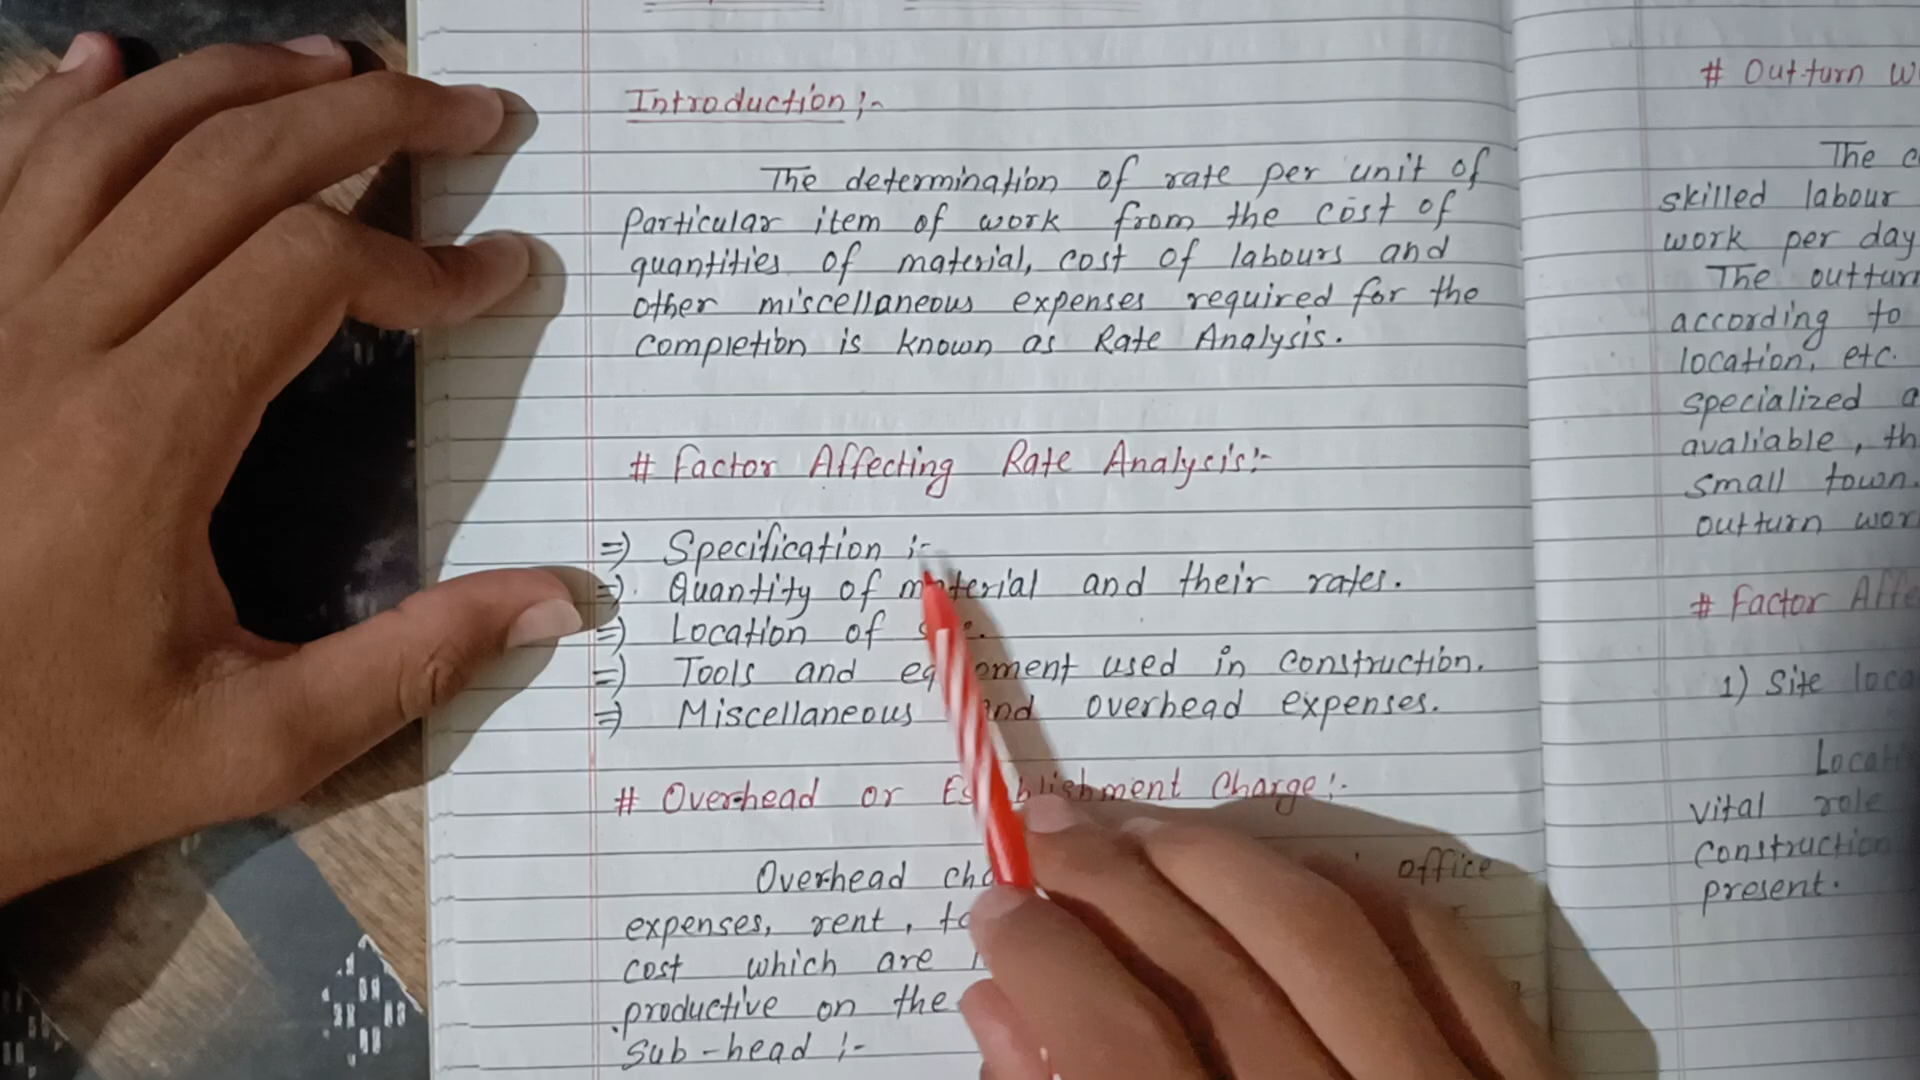 Introduction :-
The determination of rate per unit of
particular item of work from the cost of
quantities of material, cost of labours and
other miscellaneous expenses required for the
completion is known as Rate Analysis.
# Factor Affecting Rate Analysis:-
=) Specification :-
=) Quantity of material and their rates.
=) Location of
=) Tools and used in construction.
=) Miscellaneous and overhead expenses.
# Overhead or Establishment Charge:-
Overhead office
expenses, rent,
cost which are
productive on the
Sub-head :-
# Out-turn
The
skilled labour
work per day
The outturn
according to
location, etc.
specialized
avaliable,
small town.
outturn
# Factor
1) Site
vital role
construction
present.